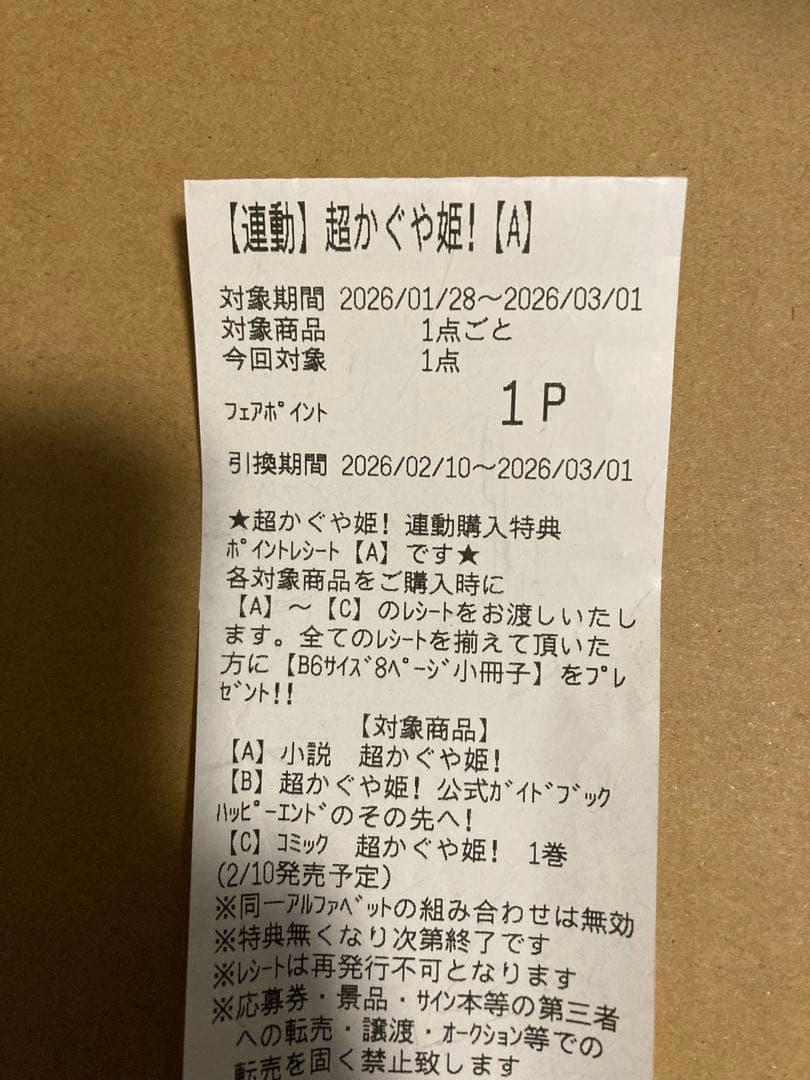 【連動】超かぐや姫!【A】
対象期間 2026/01/28～2026/03/01
対象商品 1点ごと
今回対象 1点
ﾌｪｱﾎﾟｲﾝﾄ 1P
引換期間 2026/02/10～2026/03/01
★超かぐや姫! 連動購入特典
ﾎﾟｲﾝﾄﾚｼｰﾄ【A】です★
各対象商品をご購入時に
【A】～【C】のﾚｼｰﾄをお渡しいたし
ます。全てのﾚｼｰﾄを揃えて頂いた
方に【B6ｻｲｽﾞ8ﾍﾟｰｼﾞ小冊子】をﾌﾟﾚ
ｾﾞﾝﾄ!!
【対象商品】
【A】小説 超かぐや姫!
【B】超かぐや姫! 公式ｶﾞｲﾄﾞﾌﾞｯｸ
ﾊｯﾋﾟｰｴﾝﾄﾞのその先へ!
【C】ｺﾐｯｸ 超かぐや姫! 1巻
(2/10発売予定)
※同一ｱﾙﾌｧﾍﾞｯﾄの組み合わせは無効
※特典無くなり次第終了です
※ﾚｼｰﾄは再発行不可となります
※応募券・景品・ｻｲﾝ本等の第三者
への転売・譲渡・ｵｰｸｼｮﾝ等での
転売を固く禁止致します